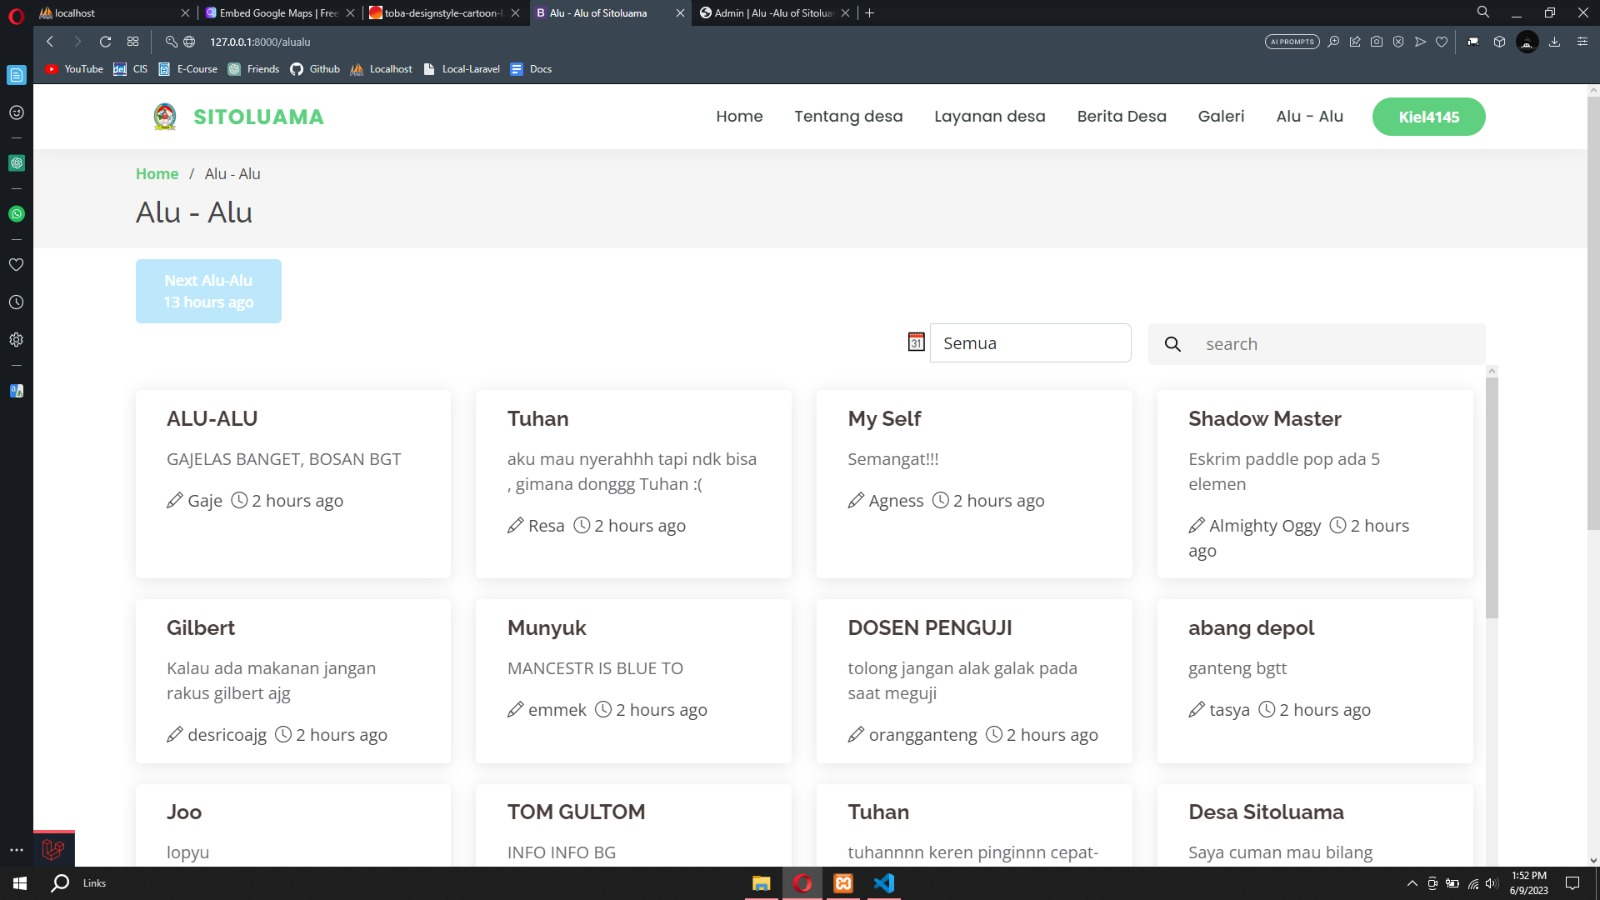 localhost
Embed Google Maps | Free
toba-designstyle-cartoon-l
Alu - Alu of Sitoluama
Admin | Alu -Alu of Sitolua
127.0.0.1:8000/alualu
AI PROMPTS
YouTube
CIS
E-Course
Friends
Github
Localhost
Local-Laravel
Docs
SITOLUAMA
Home
Tentang desa
Layanan desa
Berita Desa
Galeri
Alu - Alu
Kiel4145
Home / Alu - Alu
Alu - Alu
Next Alu-Alu
13 hours ago
31
Semua
search
ALU-ALU
GAJELAS BANGET, BOSAN BGT
Gaje 2 hours ago
Tuhan
aku mau nyerahhh tapi ndk bisa
, gimana donggg Tuhan :(
Resa 2 hours ago
My Self
Semangat!!!
Agness 2 hours ago
Shadow Master
Eskrim paddle pop ada 5
elemen
Almighty Oggy 2 hours
ago
Gilbert
Kalau ada makanan jangan
rakus gilbert ajg
desricoajg 2 hours ago
Munyuk
MANCESTR IS BLUE TO
emmek 2 hours ago
DOSEN PENGUJI
tolong jangan alak galak pada
saat meguji
orangganteng 2 hours ago
abang depol
ganteng bgtt
tasya 2 hours ago
Joo
lopyu
TOM GULTOM
INFO INFO BG
Tuhan
tuhannnn keren pinginnn cepat-
Desa Sitoluama
Saya cuman mau bilang
Links
1:52 PM
6/9/2023